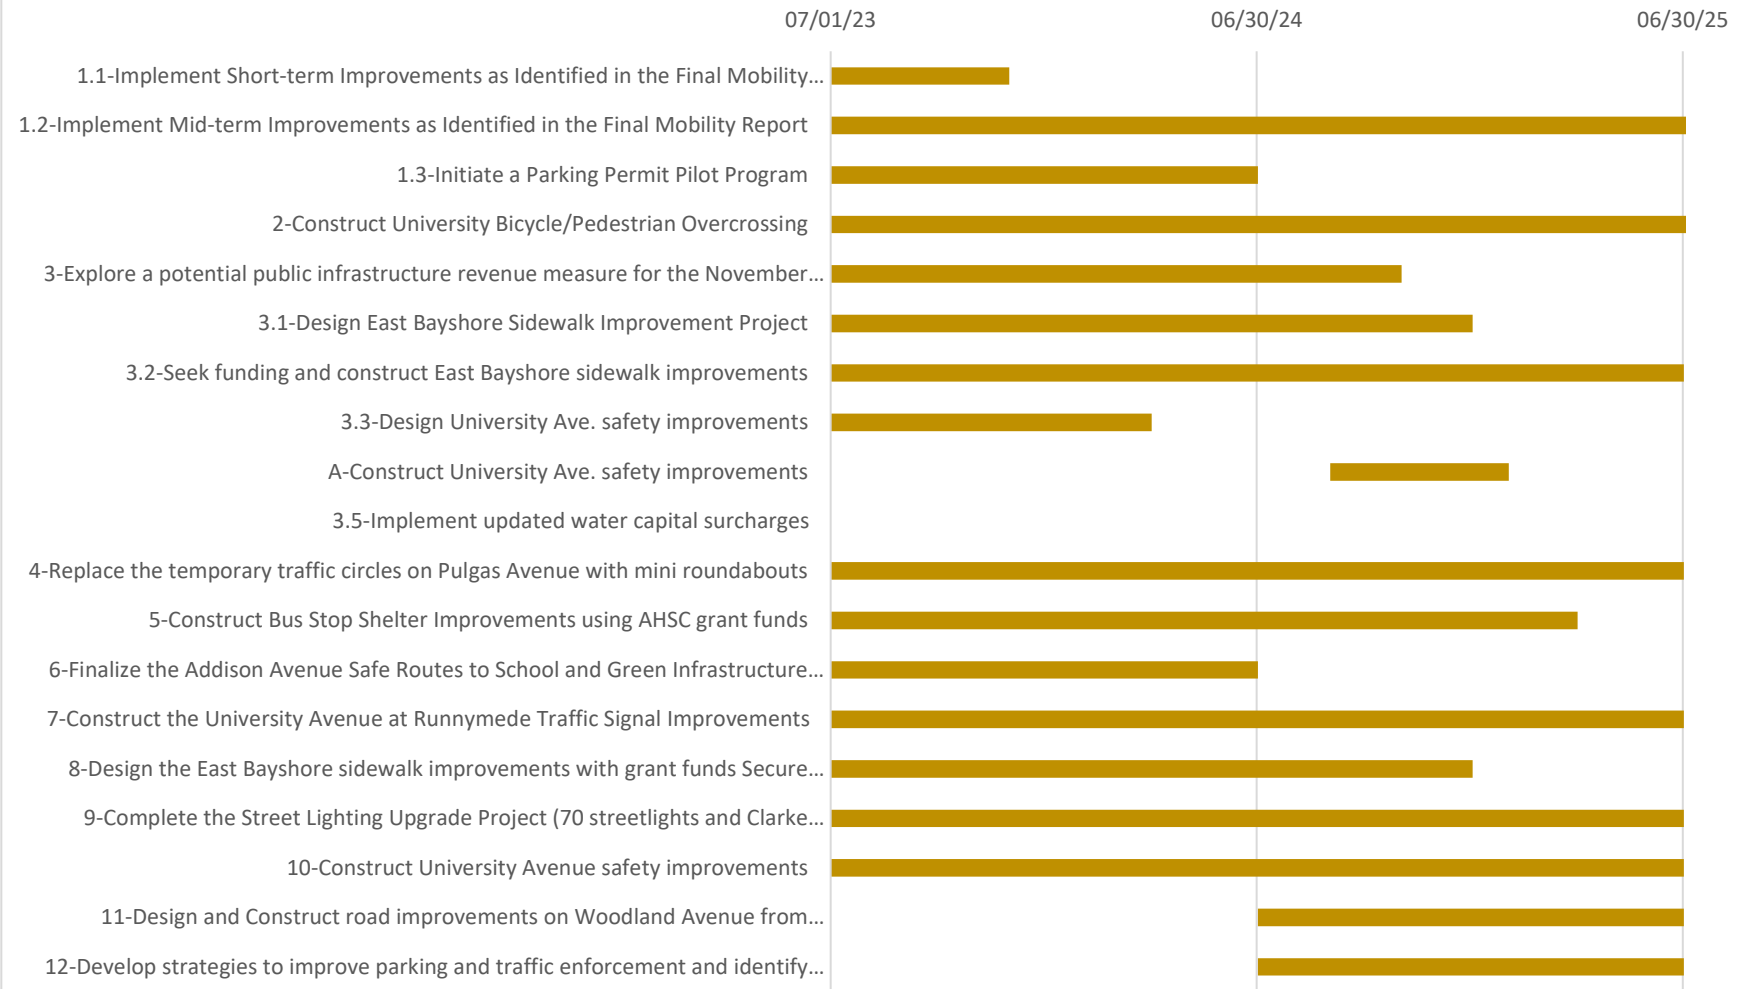 07/01/23 06/30/24 06/30/25
1.1-Implement Short-term Improvements as Identified in the Final Mobility...
1.2-Implement Mid-term Improvements as Identified in the Final Mobility Report
1.3-Initiate a Parking Permit Pilot Program
2-Construct University Bicycle/Pedestrian Overcrossing
3-Explore a potential public infrastructure revenue measure for the November...
3.1-Design East Bayshore Sidewalk Improvement Project
3.2-Seek funding and construct East Bayshore sidewalk improvements
3.3-Design University Ave. safety improvements
A-Construct University Ave. safety improvements
3.5-Implement updated water capital surcharges
4-Replace the temporary traffic circles on Pulgas Avenue with mini roundabouts
5-Construct Bus Stop Shelter Improvements using AHSC grant funds
6-Finalize the Addison Avenue Safe Routes to School and Green Infrastructure...
7-Construct the University Avenue at Runnymede Traffic Signal Improvements
8-Design the East Bayshore sidewalk improvements with grant funds Secure...
9-Complete the Street Lighting Upgrade Project (70 streetlights and Clarke...
10-Construct University Avenue safety improvements
11-Design and Construct road improvements on Woodland Avenue from...
12-Develop strategies to improve parking and traffic enforcement and identify...